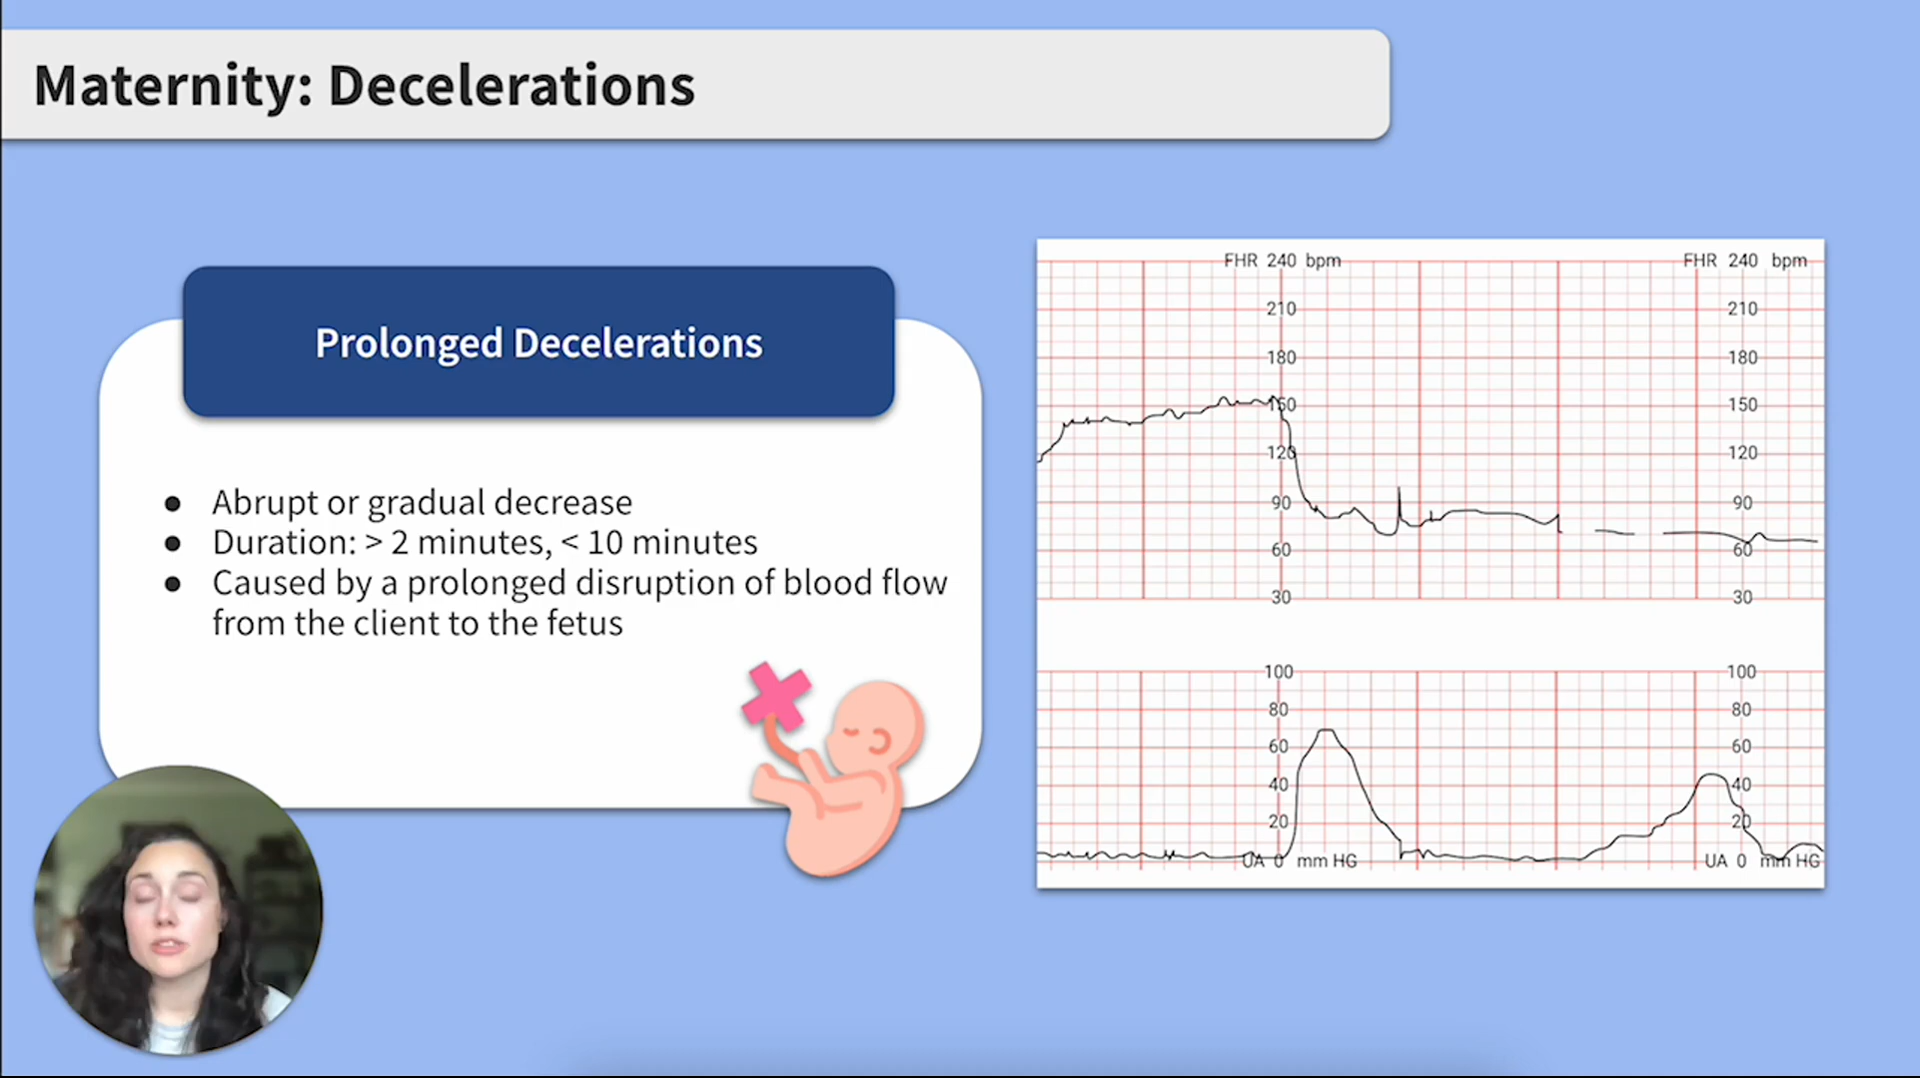 Maternity: Decelerations
Prolonged Decelerations
● Abrupt or gradual decrease
● Duration: > 2 minutes, < 10 minutes
● Caused by a prolonged disruption of blood flow
from the client to the fetus
FHR 240 bpm FHR 240 bpm
210 210
180 180
150 150
120 120
90 90
60 60
30 30
100 100
80 80
60 60
40 40
20 20
UA 0 mm HG UA 0 mm HG